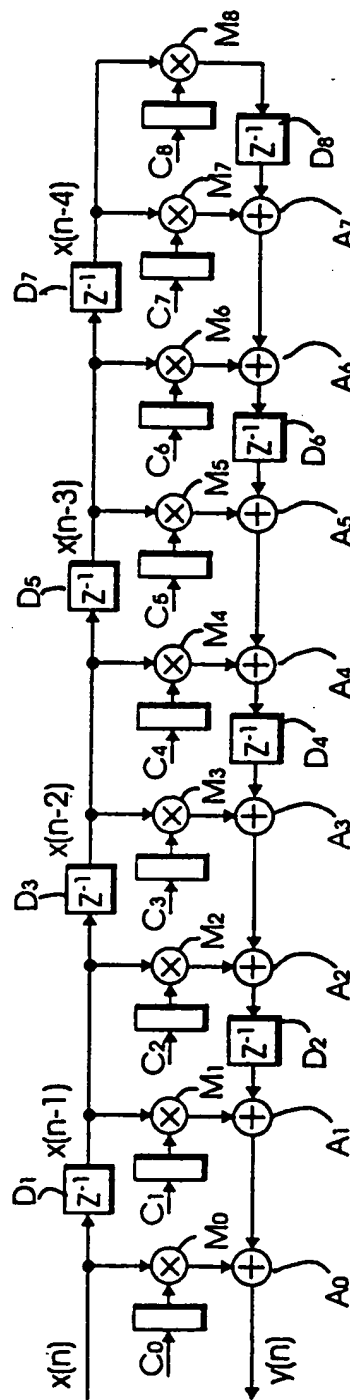 x(n) D1 x(n-1) D3 x(n-2) D5 x(n-3) D7 x(n-4)
Z-1 Z-1 Z-1 Z-1
C0 M0 C1 M1 C2 M2 C3 M3 C4 M4 C5 M5 C6 M6 C7 M7 C8 M8
Z-1 Z-1 Z-1 Z-1
y(n) A0 A1 D2 A2 A3 D4 A4 A5 D6 A6 A7 D8